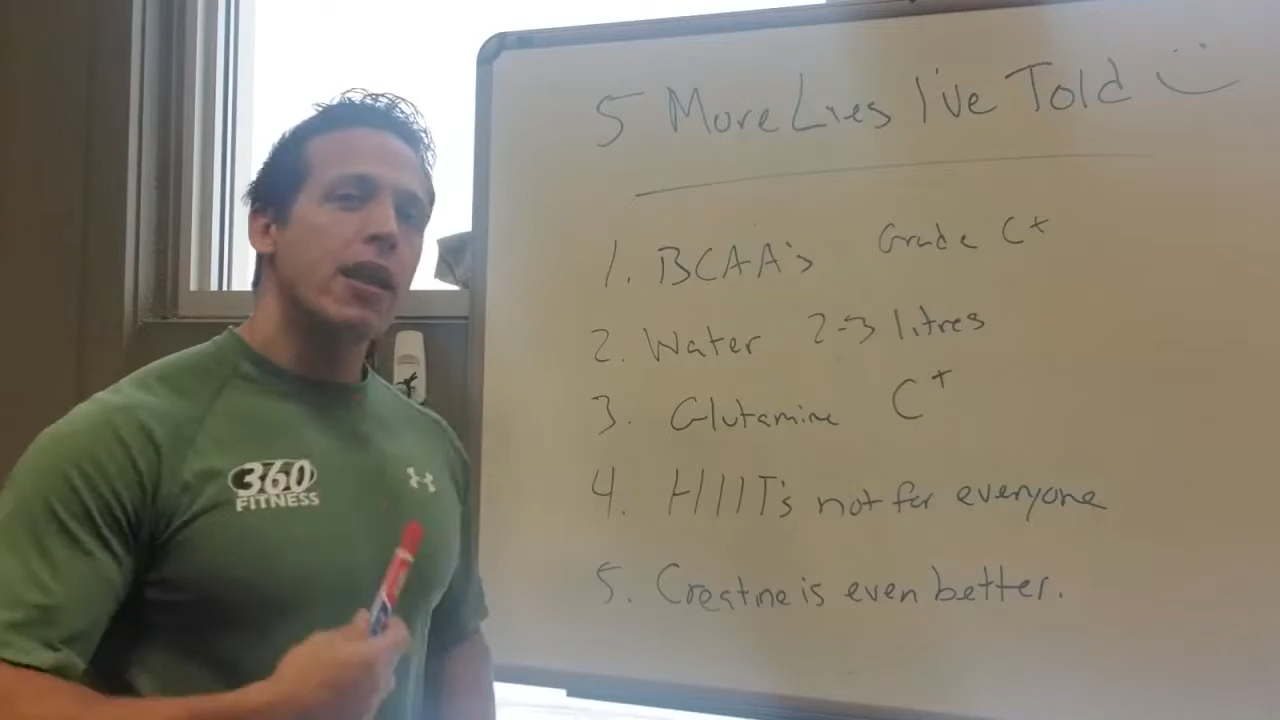 5 More Lies I've Told :)
1. BCAA's Grade C+
2. Water 2-3 litres
3. Glutamine C+
4. HIIT's not for everyone
5. Creatine is even better.
360
FITNESS